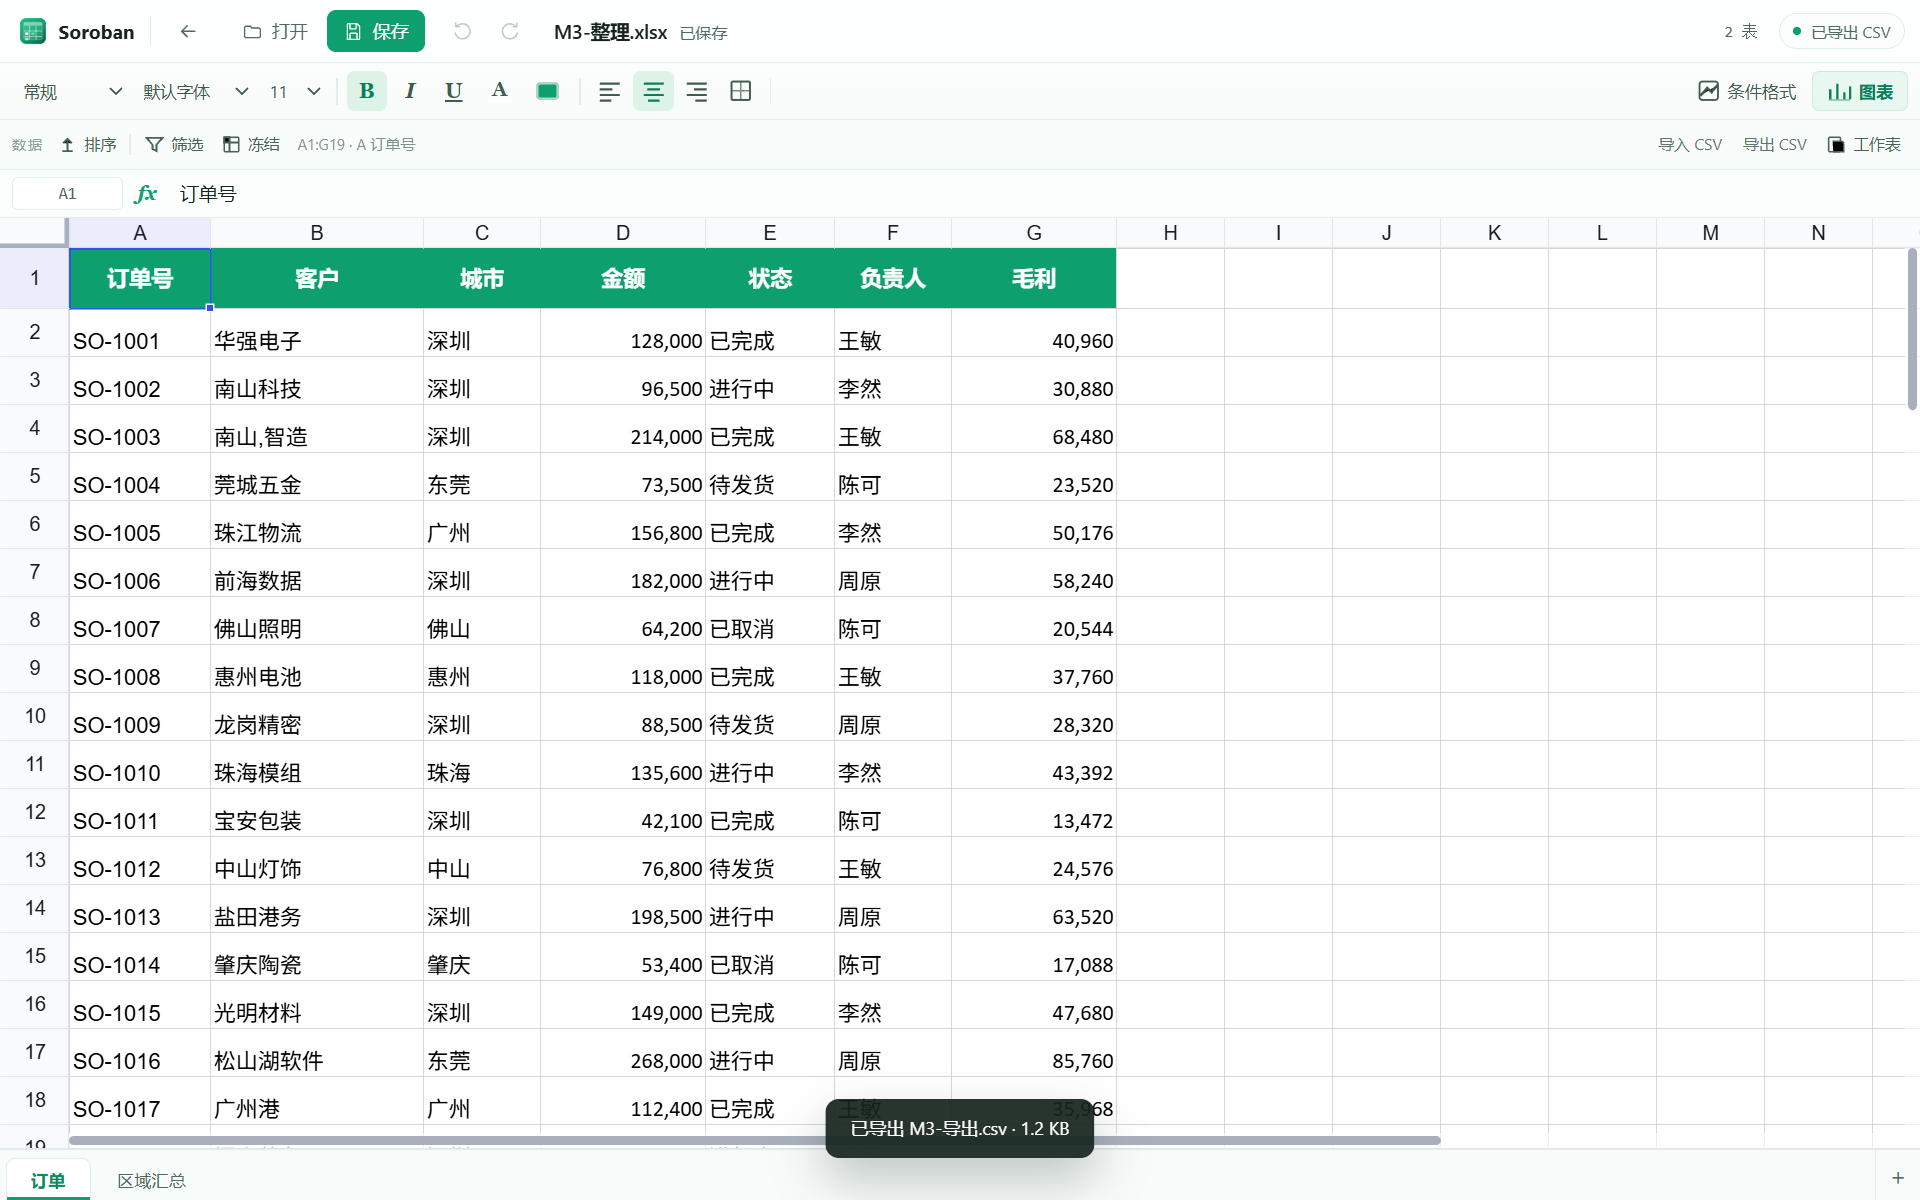 Soroban
打开
保存
M3-整理.xlsx 已保存
2 表
已导出 CSV
常规
默认字体
11
B I U A
条件格式
图表
数据 排序 筛选 冻结 A1:G19 · A 订单号
导入 CSV 导出 CSV 工作表
A1 fx 订单号
A B C D E F G H I J K L M N
1 订单号 客户 城市 金额 状态 负责人 毛利
2 SO-1001 华强电子 深圳 128,000 已完成 王敏 40,960
3 SO-1002 南山科技 深圳 96,500 进行中 李然 30,880
4 SO-1003 南山,智造 深圳 214,000 已完成 王敏 68,480
5 SO-1004 莞城五金 东莞 73,500 待发货 陈可 23,520
6 SO-1005 珠江物流 广州 156,800 已完成 李然 50,176
7 SO-1006 前海数据 深圳 182,000 进行中 周原 58,240
8 SO-1007 佛山照明 佛山 64,200 已取消 陈可 20,544
9 SO-1008 惠州电池 惠州 118,000 已完成 王敏 37,760
10 SO-1009 龙岗精密 深圳 88,500 待发货 周原 28,320
11 SO-1010 珠海模组 珠海 135,600 进行中 李然 43,392
12 SO-1011 宝安包装 深圳 42,100 已完成 陈可 13,472
13 SO-1012 中山灯饰 中山 76,800 待发货 王敏 24,576
14 SO-1013 盐田港务 深圳 198,500 进行中 周原 63,520
15 SO-1014 肇庆陶瓷 肇庆 53,400 已取消 陈可 17,088
16 SO-1015 光明材料 深圳 149,000 已完成 李然 47,680
17 SO-1016 松山湖软件 东莞 268,000 进行中 周原 85,760
18 SO-1017 广州港 广州 112,400 已完成 王敏 35,968
19
已导出 M3-导出.csv · 1.2 KB
订单 区域汇总